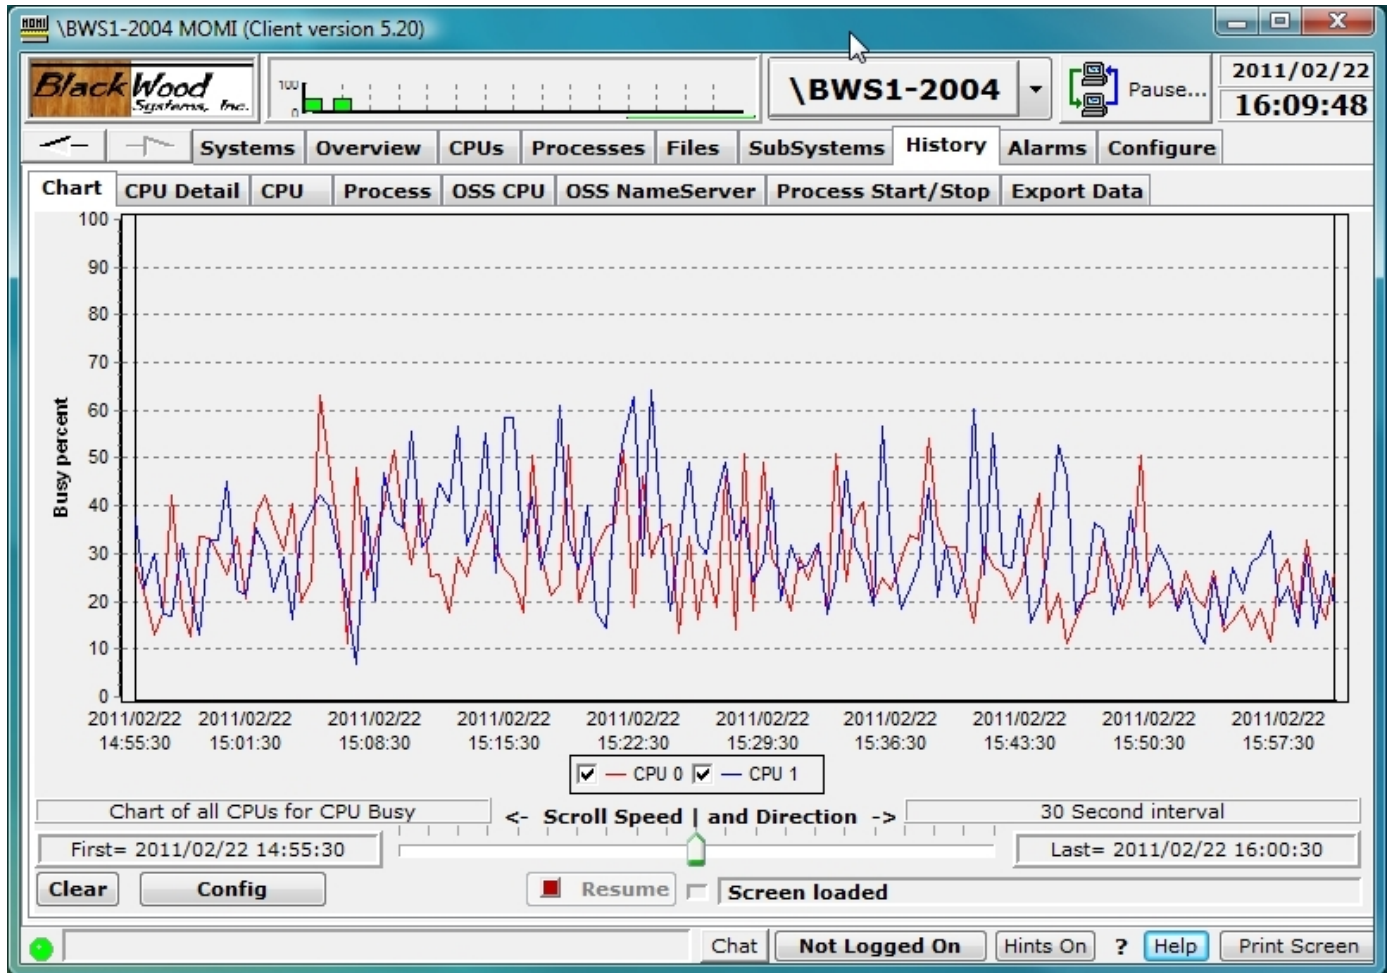 MOMI \BWS1-2004 MOMI (Client version 5.20)
BlackWood
Systems, Inc.
100
0
\BWS1-2004
Pause...
2011/02/22
16:09:48
Systems Overview CPUs Processes Files SubSystems History Alarms Configure
Chart CPU Detail CPU Process OSS CPU OSS NameServer Process Start/Stop Export Data
100
90
80
70
60
50
40
30
20
10
0
Busy percent
2011/02/22 2011/02/22 2011/02/22 2011/02/22 2011/02/22 2011/02/22 2011/02/22 2011/02/22 2011/02/22 2011/02/22
14:55:30 15:01:30 15:08:30 15:15:30 15:22:30 15:29:30 15:36:30 15:43:30 15:50:30 15:57:30
CPU 0 CPU 1
Chart of all CPUs for CPU Busy
<- Scroll Speed | and Direction ->
30 Second interval
First= 2011/02/22 14:55:30
Last= 2011/02/22 16:00:30
Clear Config Resume Screen loaded
Chat Not Logged On Hints On ? Help Print Screen